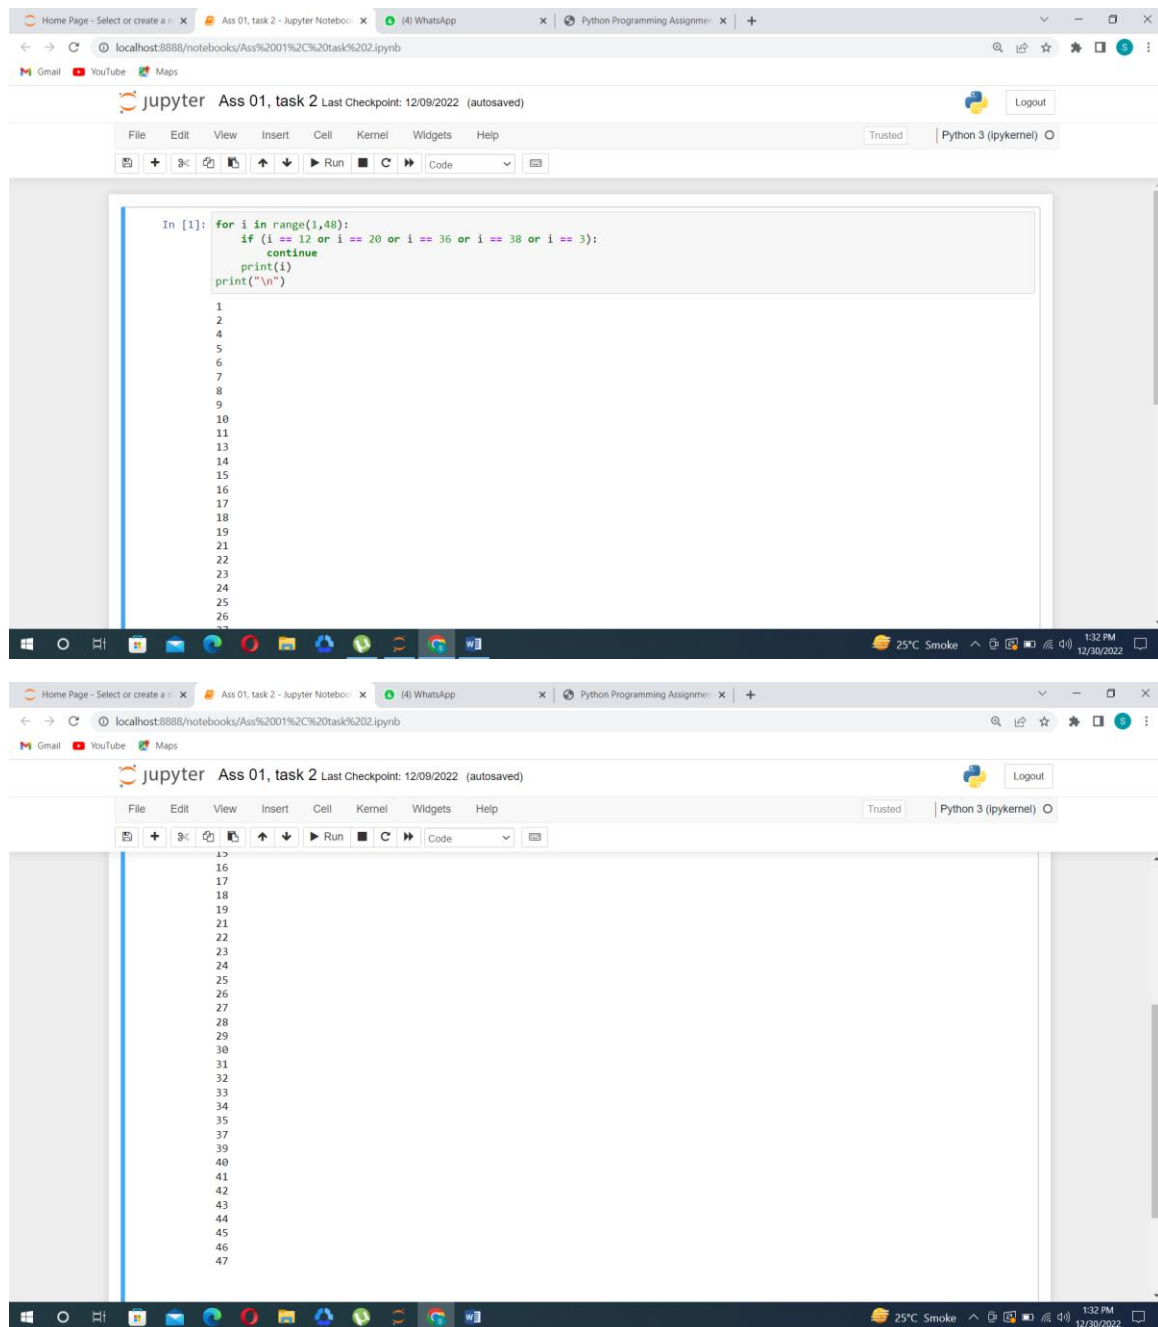 Home Page - Select or create a n
Ass 01, task 2 - Jupyter Noteboo
(4) WhatsApp
Python Programming Assignmen
localhost:8888/notebooks/Ass%2001%2C%20task%202.ipynb
Gmail YouTube Maps
jupyter Ass 01, task 2 Last Checkpoint: 12/09/2022 (autosaved)
Logout
File Edit View Insert Cell Kernel Widgets Help
Trusted Python 3 (ipykernel)
Run Code
In [1]: for i in range(1,48):
if (i == 12 or i == 20 or i == 36 or i == 38 or i == 3):
continue
print(i)
print("\n")
1
2
4
5
6
7
8
9
10
11
13
14
15
16
17
18
19
21
22
23
24
25
26
27
25°C Smoke
1:32 PM
12/30/2022
Home Page - Select or create a n
Ass 01, task 2 - Jupyter Noteboo
(4) WhatsApp
Python Programming Assignmen
localhost:8888/notebooks/Ass%2001%2C%20task%202.ipynb
Gmail YouTube Maps
jupyter Ass 01, task 2 Last Checkpoint: 12/09/2022 (autosaved)
Logout
File Edit View Insert Cell Kernel Widgets Help
Trusted Python 3 (ipykernel)
Run Code
15
16
17
18
19
21
22
23
24
25
26
27
28
29
30
31
32
33
34
35
37
39
40
41
42
43
44
45
46
47
25°C Smoke
1:32 PM
12/30/2022